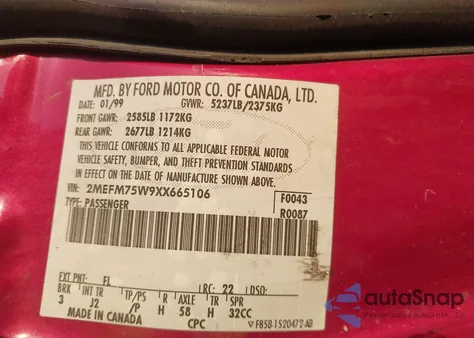 MFD. BY FORD MOTOR CO. OF CANADA, LTD.
DATE: 01/99 GVWR: 5237LB/2375KG
FRONT GAWR: 2585LB 1172KG
REAR GAWR: 2677LB 1214KG
THIS VEHICLE CONFORMS TO ALL APPLICABLE FEDERAL MOTOR
VEHICLE SAFETY, BUMPER, AND THEFT PREVENTION STANDARDS
IN EFFECT ON THE DATE OF MANUFACTURE SHOWN ABOVE.
VIN: 2MEFM75W9XX665106 F0043
TYPE: PASSENGER R0087
EXT PNT: FL RC: 22 DSO:
BRK INT TR TP/PS R AXLE TR SPR
3 J2 /P H 58 H 32CC
MADE IN CANADA CPC
autoSnap